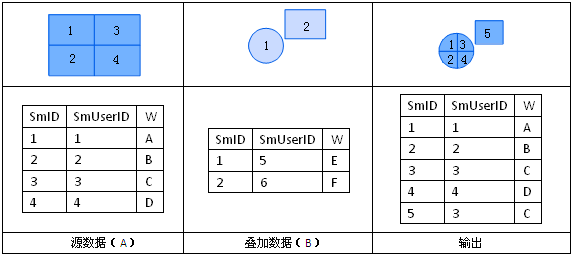 1 3
2 4
1
2
1 3
2 4
5
SmID SmUserID W
1 1 A
2 2 B
3 3 C
4 4 D
SmID SmUserID W
1 5 E
2 6 F
SmID SmUserID W
1 1 A
2 2 B
3 3 C
4 4 D
5 3 C
源数据(A)
叠加数据(B)
输出